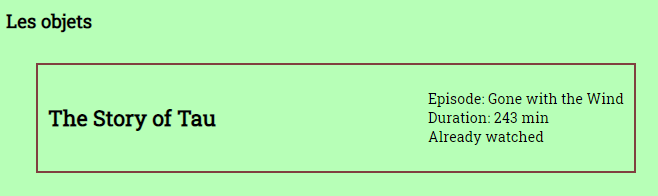 Les objets
The Story of Tau
Episode: Gone with the Wind
Duration: 243 min
Already watched